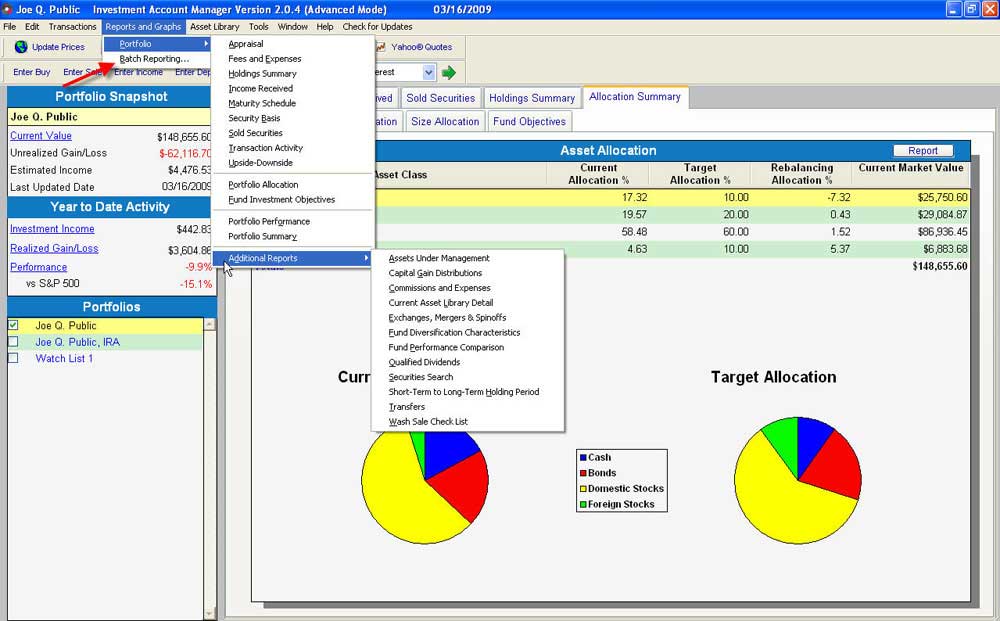 Joe Q. Public Investment Account Manager Version 2.0.4 (Advanced Mode) 03/16/2009
File Edit Transactions Reports and Graphs Asset Library Tools Window Help Check for Updates
Update Prices Yahoo® Quotes
Enter Buy Enter Enter Income Enter
Portfolio
Batch Reporting...
Appraisal
Fees and Expenses
Holdings Summary
Income Received
Maturity Schedule
Security Basis
Sold Securities
Transaction Activity
Upside-Downside
Portfolio Allocation
Fund Investment Objectives
Portfolio Performance
Portfolio Summary
Additional Reports
Assets Under Management
Capital Gain Distributions
Commissions and Expenses
Current Asset Library Detail
Exchanges, Mergers & Spinoffs
Fund Diversification Characteristics
Fund Performance Comparison
Qualified Dividends
Securities Search
Short-Term to Long-Term Holding Period
Transfers
Wash Sale Check List
Portfolio Snapshot
Joe Q. Public
Current Value $148,655.60
Unrealized Gain/Loss $-62,116.70
Estimated Income $4,476.53
Last Updated Date 03/16/2009
Year to Date Activity
Investment Income $442.83
Realized Gain/Loss $3,604.86
Performance -9.9%
vs S&P 500 -15.1%
Portfolios
Joe Q. Public
Joe Q. Public, IRA
Watch List 1
Sold Securities Holdings Summary Allocation Summary
Size Allocation Fund Objectives
Asset Allocation Report
Asset Class Current Allocation % Target Allocation % Rebalancing Allocation % Current Market Value
17.32 10.00 -7.32 $25,750.60
19.57 20.00 0.43 $29,084.87
58.48 60.00 1.52 $86,936.45
4.63 10.00 5.37 $6,883.68
$148,655.60
Target Allocation
Cash
Bonds
Domestic Stocks
Foreign Stocks